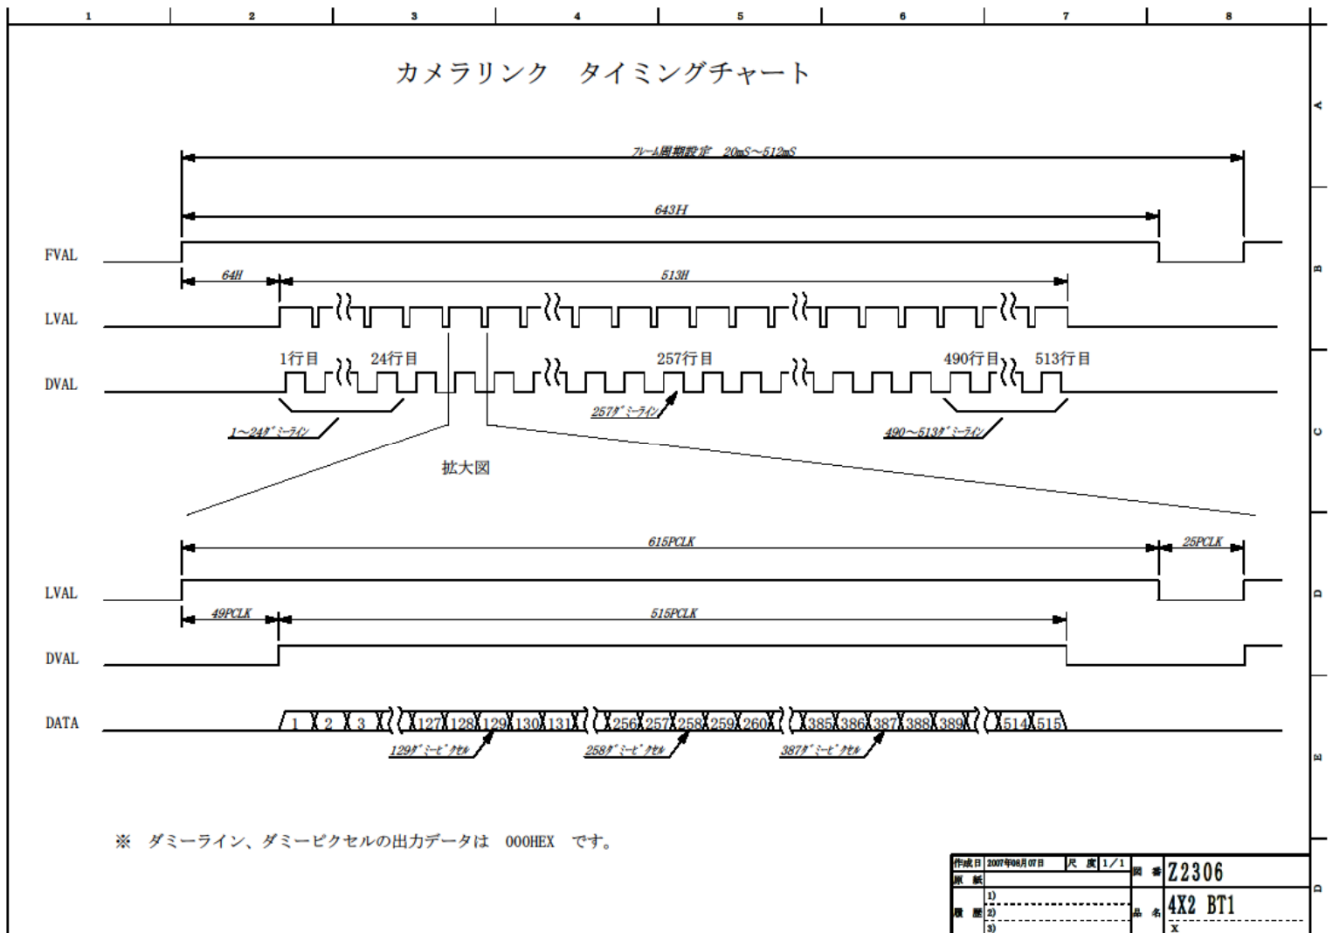 1 2 3 4 5 6 7 8
カメラリンク タイミングチャート
A
ﾌﾚｰﾑ周期設定 20mS～512mS
643H
FVAL
B
64H 513H
LVAL
1行目 24行目 257行目 490行目 513行目
DVAL
257ﾀﾞﾐｰﾗｲﾝ
1～24ﾀﾞﾐｰﾗｲﾝ 490～513ﾀﾞﾐｰﾗｲﾝ
C
拡大図
615PCLK 25PCLK
LVAL
D
49PCLK 515PCLK
DVAL
DATA 1 2 3 127 128 129 130 131 256 257 258 259 260 385 386 387 388 389 514 515
129ﾀﾞﾐｰﾋﾟｸｾﾙ 258ﾀﾞﾐｰﾋﾟｸｾﾙ 387ﾀﾞﾐｰﾋﾟｸｾﾙ
E
※ ダミーライン、ダミーピクセルの出力データは 000HEX です。
作成日 2007年08月07日 尺 度 1/1 図 番 Z2306
原 紙
D
履 歴 1) 2) 3)
品 名 4X2 BT1
X